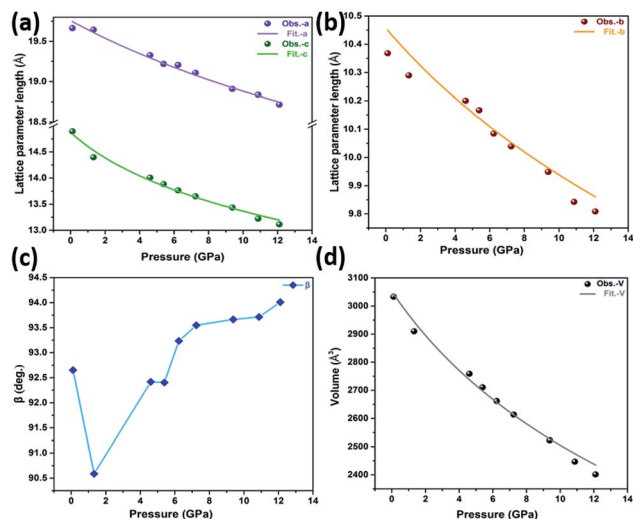 (a)
Obs.-a
Fit.-a
Obs.-c
Fit.-c
Lattice parameter length (Å)
19.5
19.0
18.5
14.5
14.0
13.5
13.0
0 2 4 6 8 10 12 14
Pressure (GPa)
(b)
Obs.-b
Fit.-b
Lattice parameter length (Å)
10.5
10.4
10.3
10.2
10.1
10.0
9.9
9.8
0 2 4 6 8 10 12 14
Pressure (GPa)
(c)
β
β (deg.)
94.5
94.0
93.5
93.0
92.5
92.0
91.5
91.0
90.5
0 2 4 6 8 10 12 14
Pressure (GPa)
(d)
Obs.-V
Fit.-V
Volume (Å³)
3100
3000
2900
2800
2700
2600
2500
2400
0 2 4 6 8 10 12 14
Pressure (GPa)